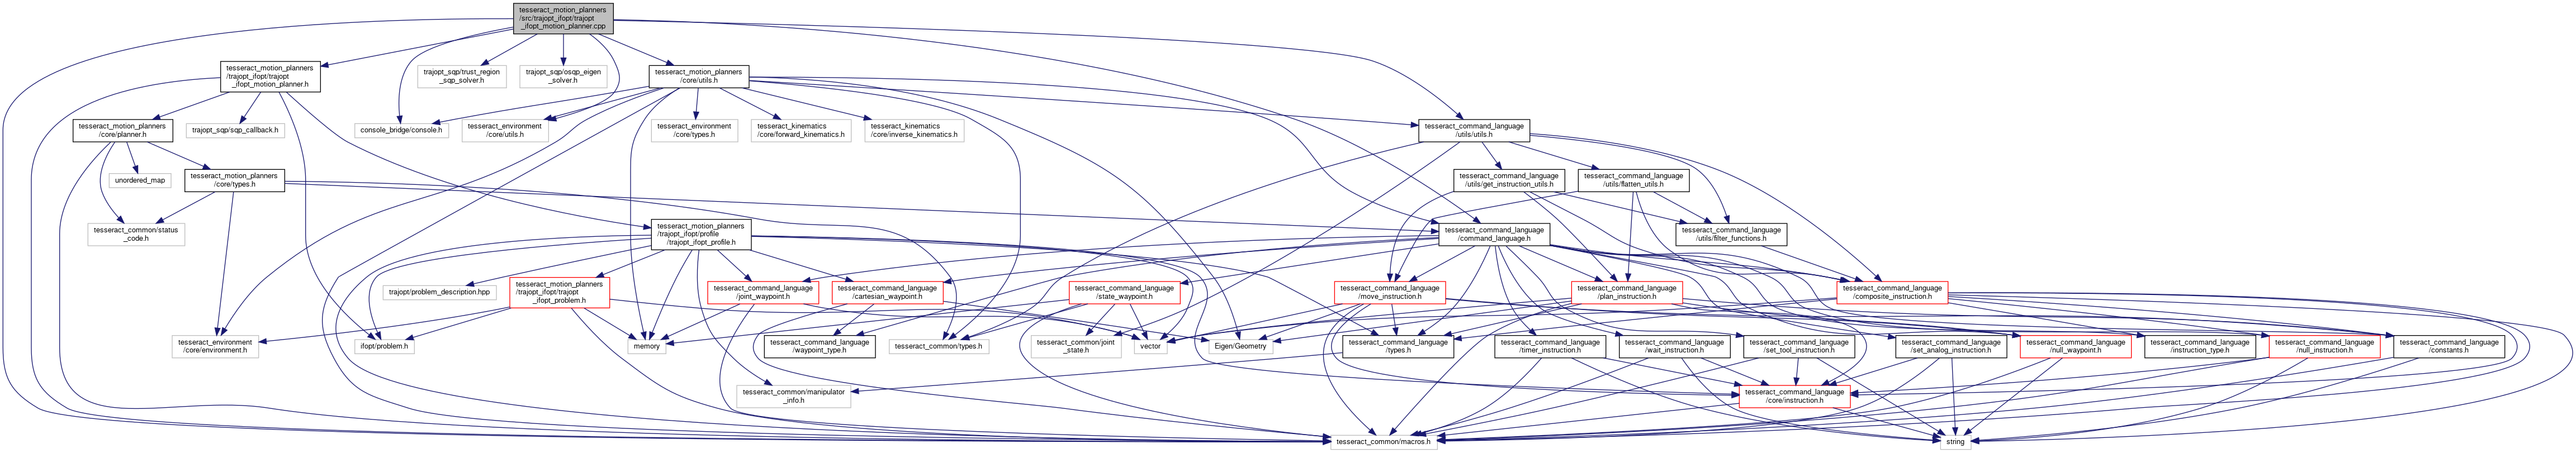 tesseract_motion_planners
/src/trajopt_ifopt/trajopt
_ifopt_motion_planner.cpp
tesseract_motion_planners
/trajopt_ifopt/trajopt
_ifopt_motion_planner.h
trajopt_sqp/trust_region
_sqp_solver.h
trajopt_sqp/osqp_eigen
_solver.h
tesseract_motion_planners
/core/utils.h
tesseract_motion_planners
/core/planner.h
trajopt_sqp/sqp_callback.h
console_bridge/console.h
tesseract_environment
/core/utils.h
tesseract_environment
/core/types.h
tesseract_kinematics
/core/forward_kinematics.h
tesseract_kinematics
/core/inverse_kinematics.h
tesseract_command_language
/utils/utils.h
unordered_map
tesseract_motion_planners
/core/types.h
tesseract_command_language
/utils/get_instruction_utils.h
tesseract_command_language
/utils/flatten_utils.h
tesseract_common/status
_code.h
tesseract_motion_planners
/trajopt_ifopt/profile
/trajopt_ifopt_profile.h
tesseract_command_language
/command_language.h
tesseract_command_language
/utils/filter_functions.h
trajopt/problem_description.hpp
tesseract_motion_planners
/trajopt_ifopt/trajopt
_ifopt_problem.h
tesseract_command_language
/joint_waypoint.h
tesseract_command_language
/cartesian_waypoint.h
tesseract_command_language
/state_waypoint.h
tesseract_command_language
/move_instruction.h
tesseract_command_language
/plan_instruction.h
tesseract_command_language
/composite_instruction.h
tesseract_environment
/core/environment.h
ifopt/problem.h
memory
tesseract_command_language
/waypoint_type.h
tesseract_common/types.h
tesseract_common/joint
_state.h
vector
Eigen/Geometry
tesseract_command_language
/types.h
tesseract_command_language
/timer_instruction.h
tesseract_command_language
/wait_instruction.h
tesseract_command_language
/set_tool_instruction.h
tesseract_command_language
/set_analog_instruction.h
tesseract_command_language
/null_waypoint.h
tesseract_command_language
/instruction_type.h
tesseract_command_language
/null_instruction.h
tesseract_command_language
/constants.h
tesseract_common/manipulator
_info.h
tesseract_command_language
/core/instruction.h
tesseract_common/macros.h
string